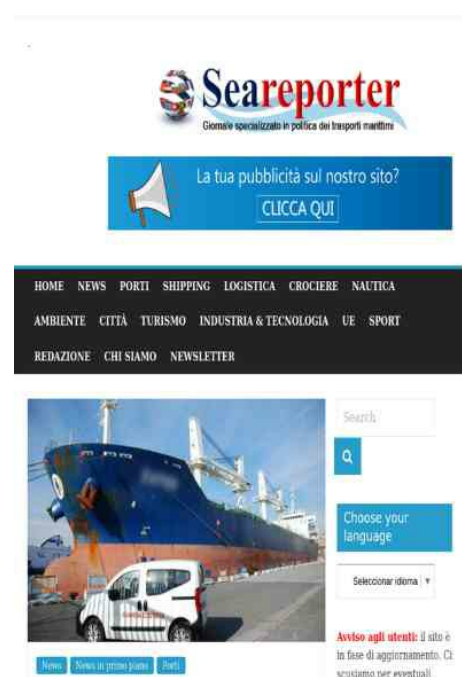 Seareporter
Giornale specializzato in politica dei trasporti marittimi
La tua pubblicità sul nostro sito?
CLICCA QUI
HOME NEWS PORTI SHIPPING LOGISTICA CROCIERE NAUTICA
AMBIENTE CITTÀ TURISMO INDUSTRIA & TECNOLOGIA UE SPORT
REDAZIONE CHI SIAMO NEWSLETTER
Search
Choose your
language
Seleccionar idioma
News News in primo piano Porti
Avviso agli utenti: il sito è
in fase di aggiornamento. Ci
scusiamo per eventuali